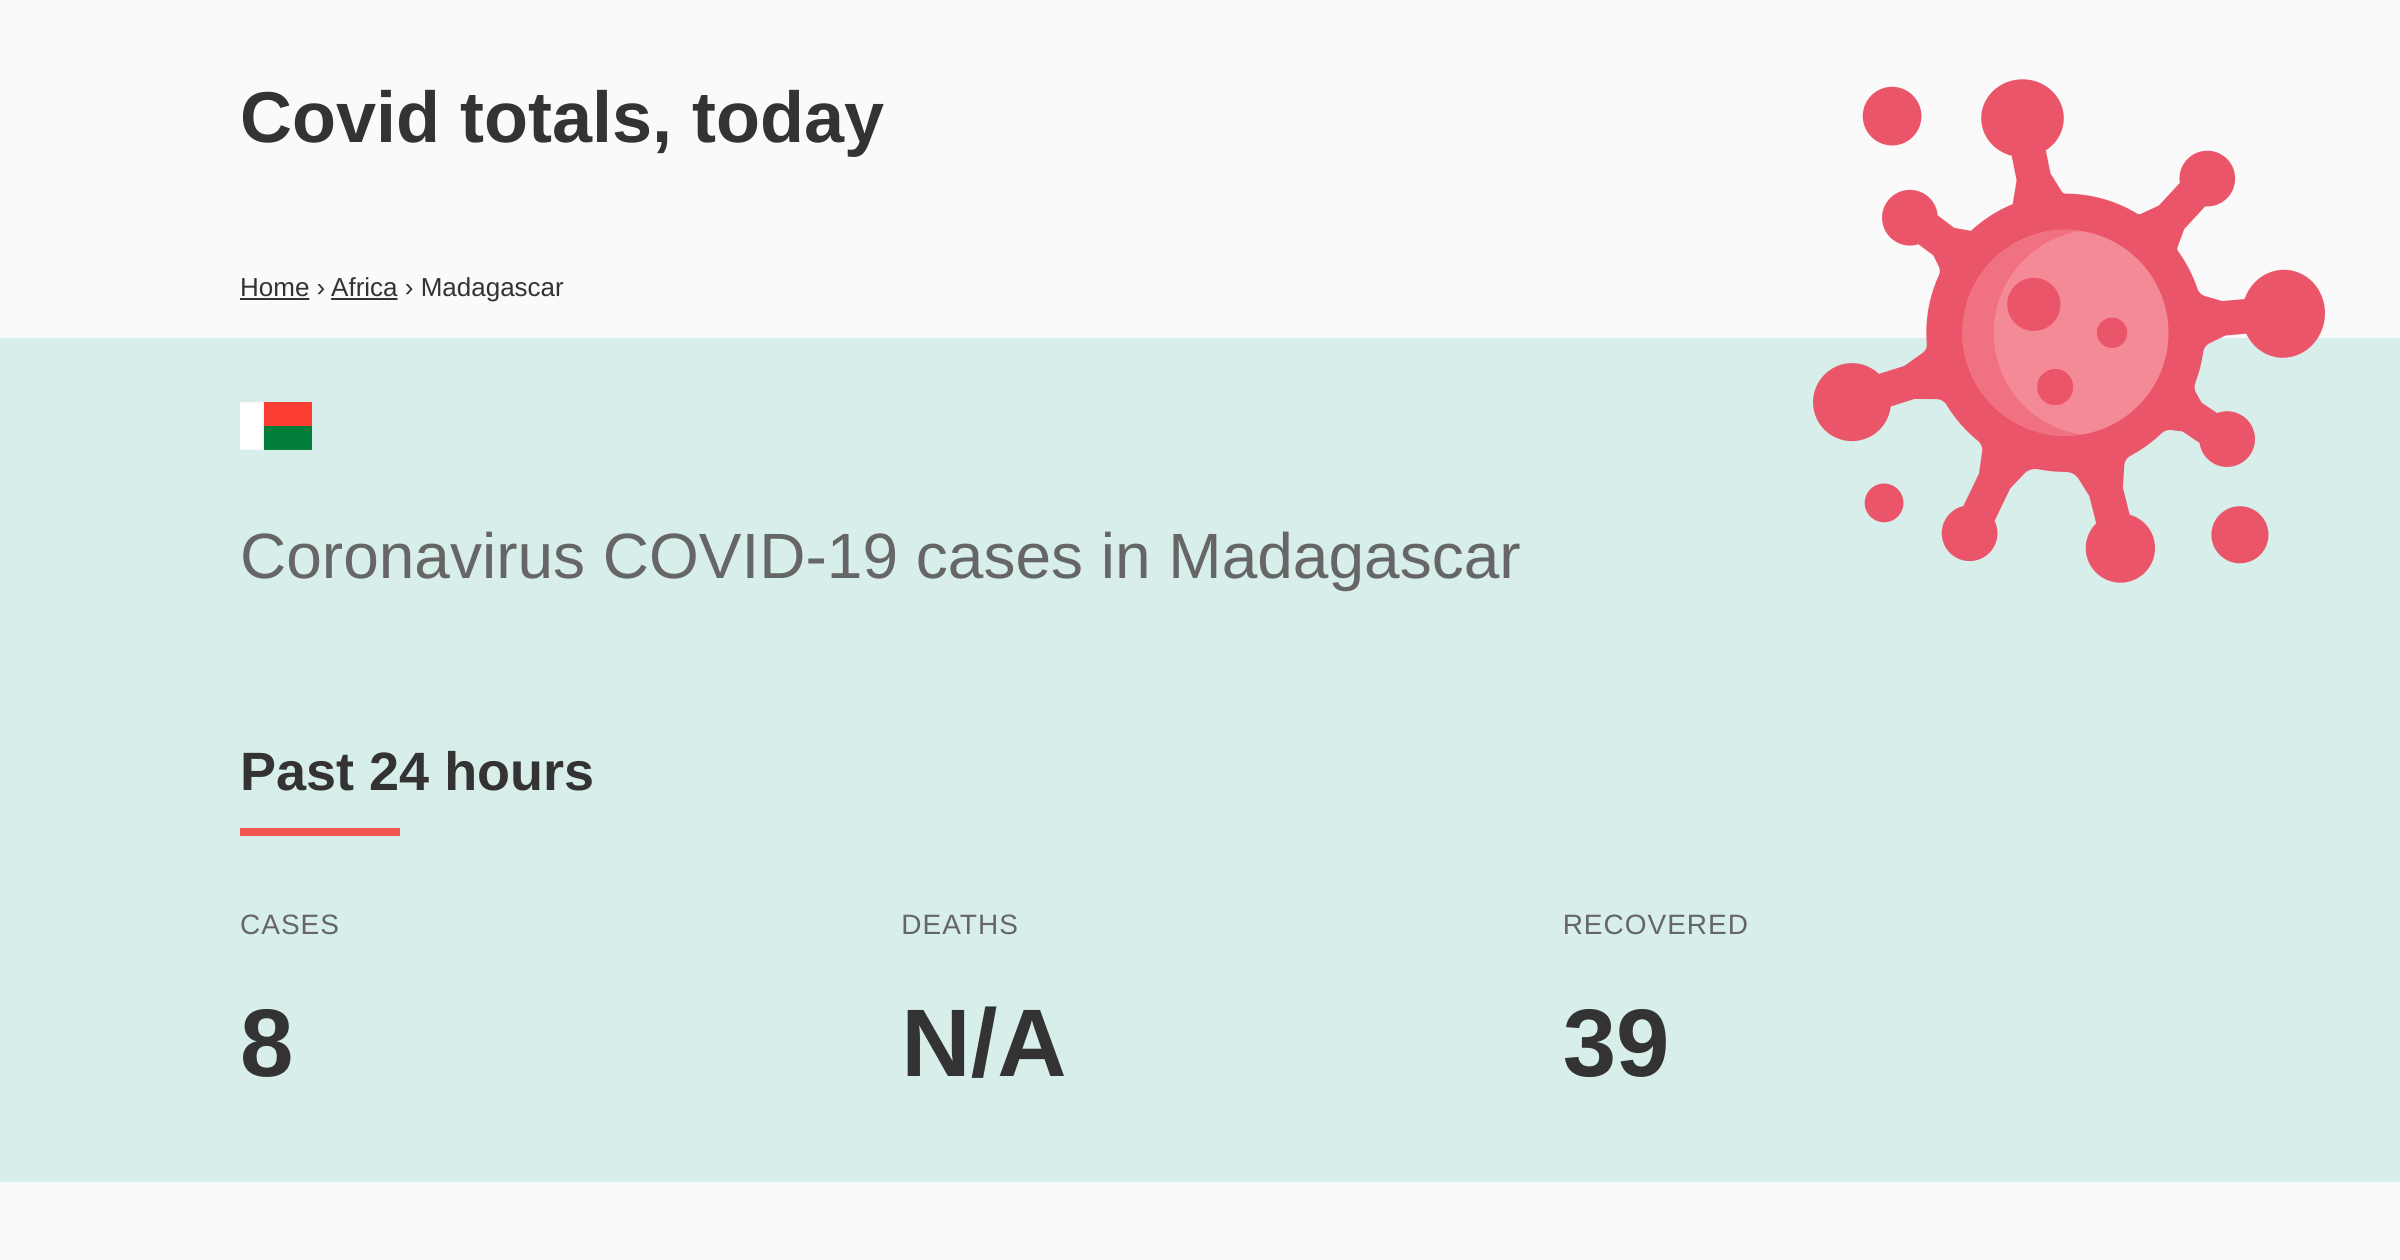 Covid totals, today
Home › Africa › Madagascar
Coronavirus COVID-19 cases in Madagascar
Past 24 hours
CASES DEATHS RECOVERED
8 N/A 39